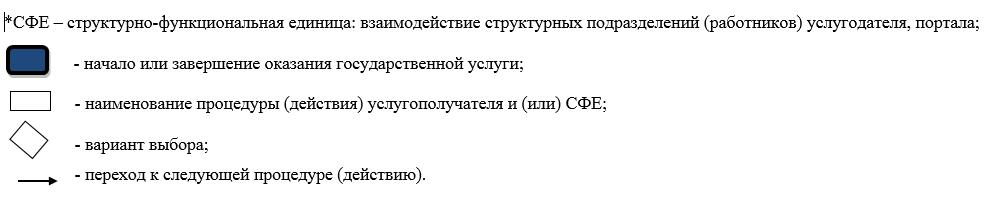 *СФЕ – структурно-функциональная единица: взаимодействие структурных подразделений (работников) услугодателя, портала;
- начало или завершение оказания государственной услуги;
- наименование процедуры (действия) услугополучателя и (или) СФЕ;
- вариант выбора;
- переход к следующей процедуре (действию).